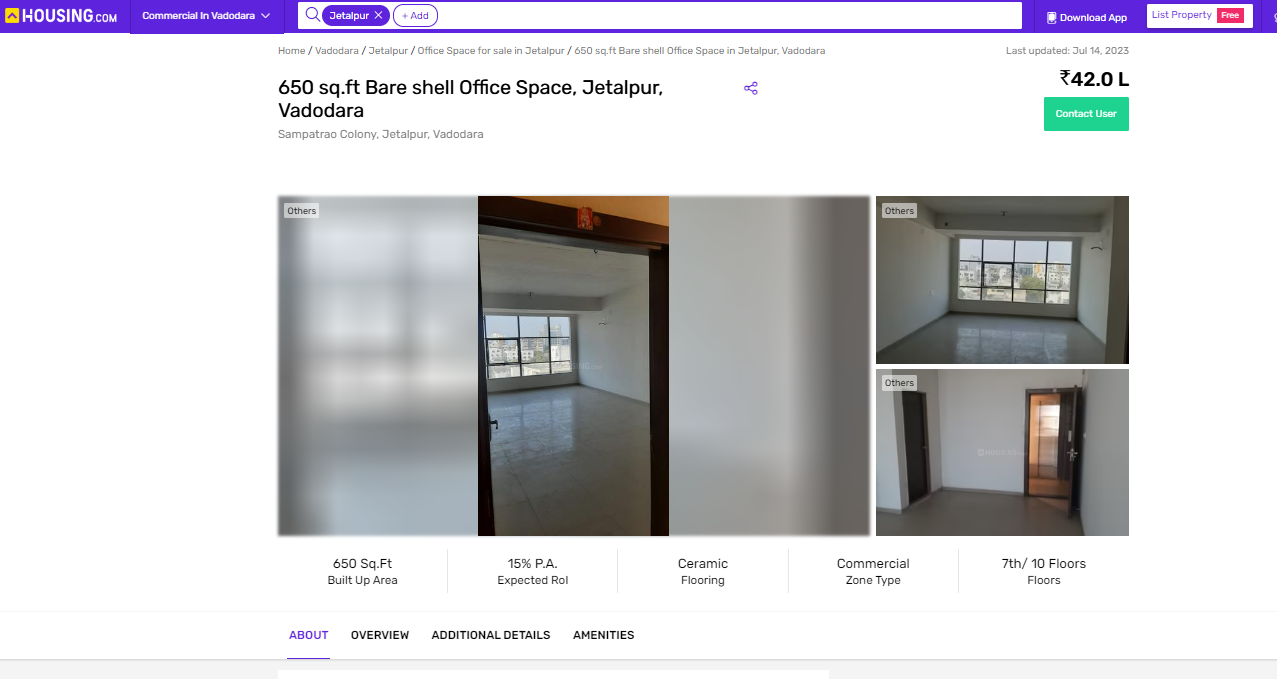 HOUSING.COM
Commercial In Vadodara
Jetalpur
+ Add
Download App
List Property Free
Home / Vadodara / Jetalpur / Office Space for sale in Jetalpur / 650 sq.ft Bare shell Office Space in Jetalpur, Vadodara
Last updated: Jul 14, 2023
650 sq.ft Bare shell Office Space, Jetalpur,
Vadodara
₹42.0 L
Contact User
Sampatrao Colony, Jetalpur, Vadodara
Others
Others
Others
650 Sq.Ft
Built Up Area
15% P.A.
Expected RoI
Ceramic
Flooring
Commercial
Zone Type
7th/ 10 Floors
Floors
ABOUT
OVERVIEW
ADDITIONAL DETAILS
AMENITIES